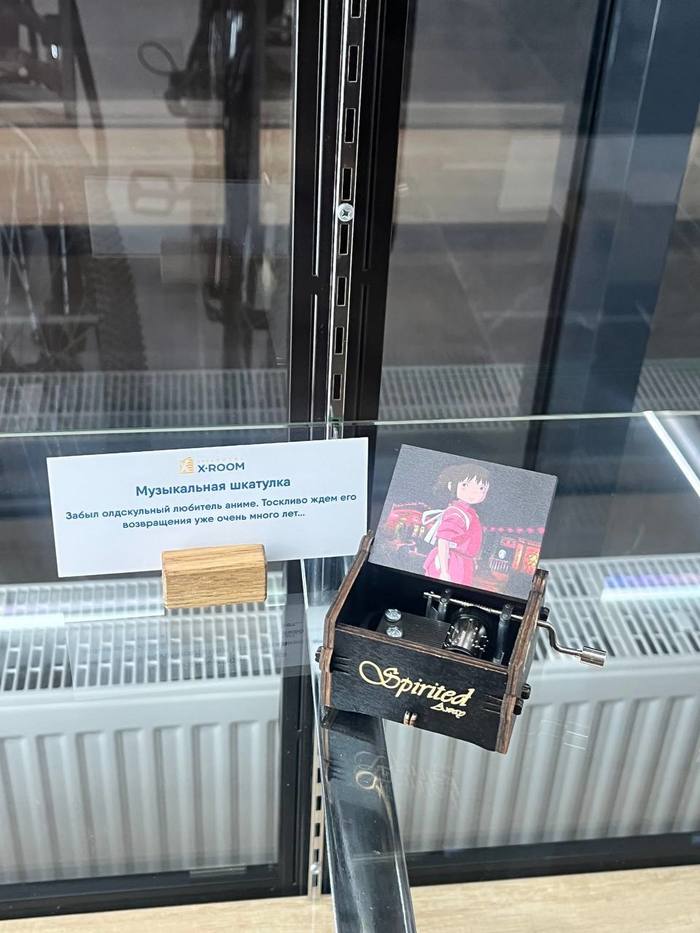 X-ROOM
Музыкальная шкатулка
Забыл олдскульный любитель аниме. Тоскливо ждем его
возвращения уже очень много лет...
Spirited
Away